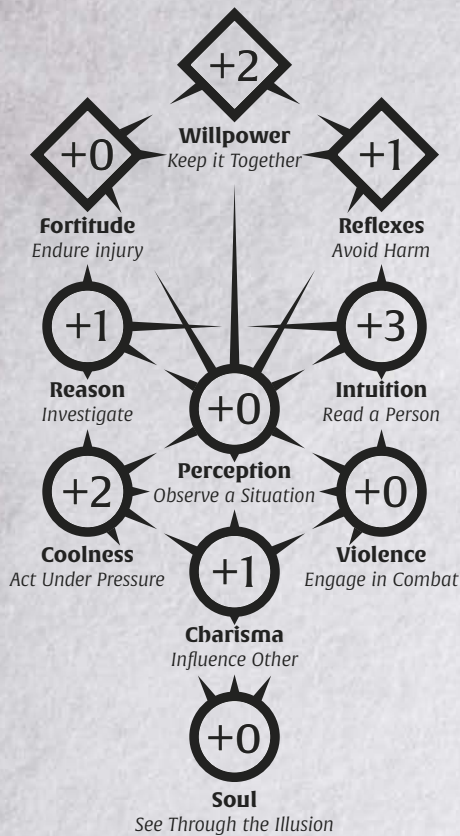 +2
Willpower
Keep it Together
+0
Fortitude
Endure injury
+1
Reflexes
Avoid Harm
+1
Reason
Investigate
+3
Intuition
Read a Person
+0
Perception
Observe a Situation
+2
Coolness
Act Under Pressure
+0
Violence
Engage in Combat
+1
Charisma
Influence Other
+0
Soul
See Through the Illusion